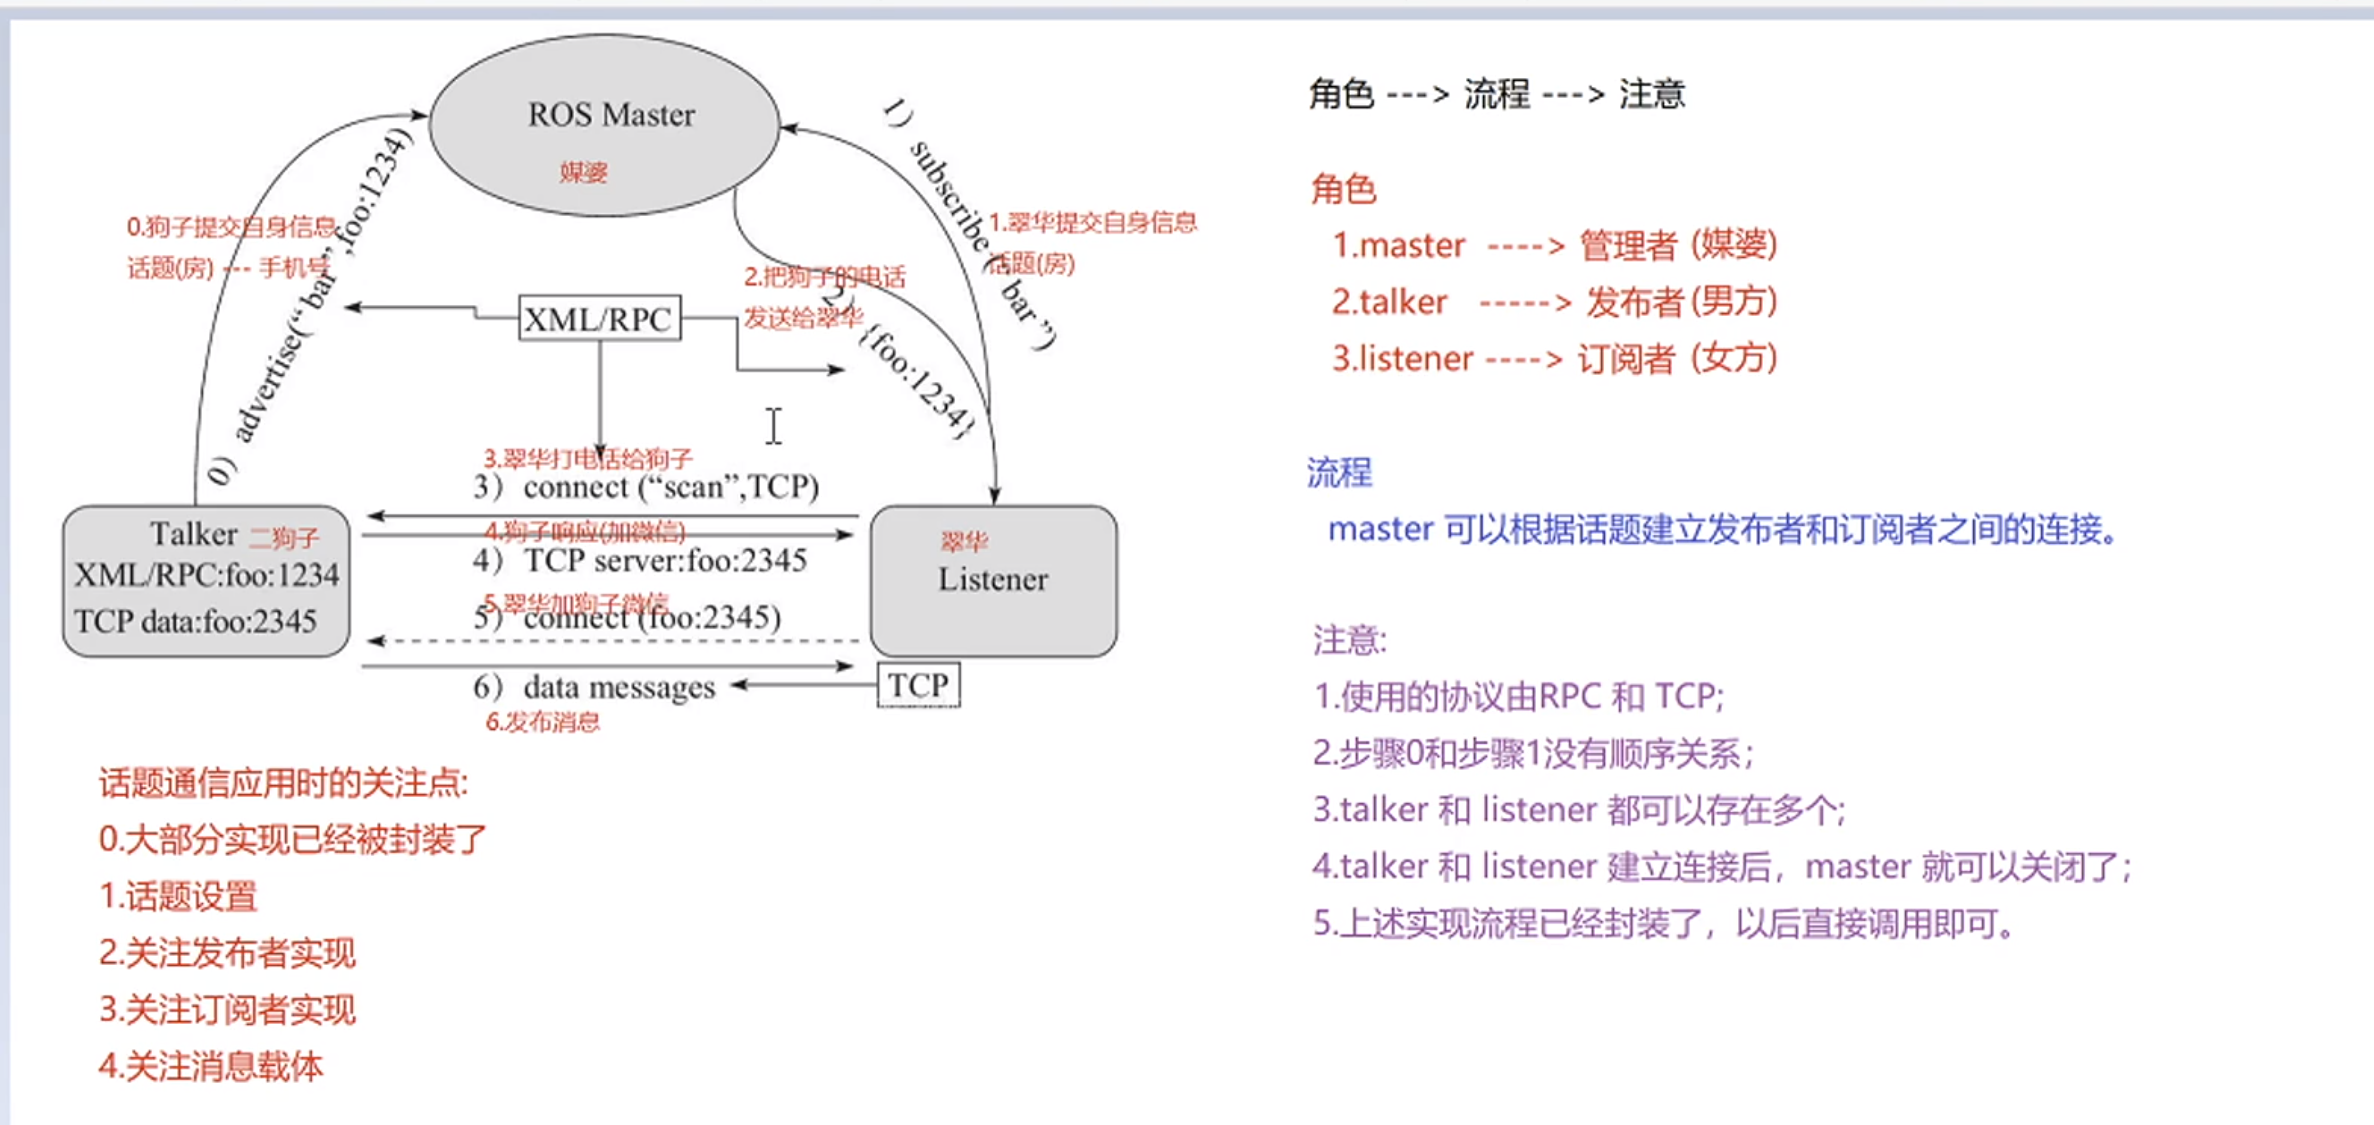 ROS Master
媒婆
0.狗子提交自身信息
话题(房) --- 手机号
0) advertise(“bar”,foo:1234)
1) subscribe(“bar”)
1.翠华提交自身信息
话题(房)
2.把狗子的电话
发送给翠华
2) {foo:1234}
XML/RPC
3.翠华打电话给狗子
3) connect (“scan”,TCP)
4.狗子响应(加微信)
4) TCP server:foo:2345
5.翠华加狗子微信
5) connect (foo:2345)
6) data messages
6.发布消息
TCP
Talker 二狗子
XML/RPC:foo:1234
TCP data:foo:2345
翠华
Listener
话题通信应用时的关注点:
0.大部分实现已经被封装了
1.话题设置
2.关注发布者实现
3.关注订阅者实现
4.关注消息载体
角色 ---> 流程 ---> 注意
角色
1.master ----> 管理者 (媒婆)
2.talker -----> 发布者(男方)
3.listener ----> 订阅者 (女方)
流程
master 可以根据话题建立发布者和订阅者之间的连接。
注意:
1.使用的协议由RPC 和 TCP;
2.步骤0和步骤1没有顺序关系;
3.talker 和 listener 都可以存在多个;
4.talker 和 listener 建立连接后，master 就可以关闭了;
5.上述实现流程已经封装了，以后直接调用即可。